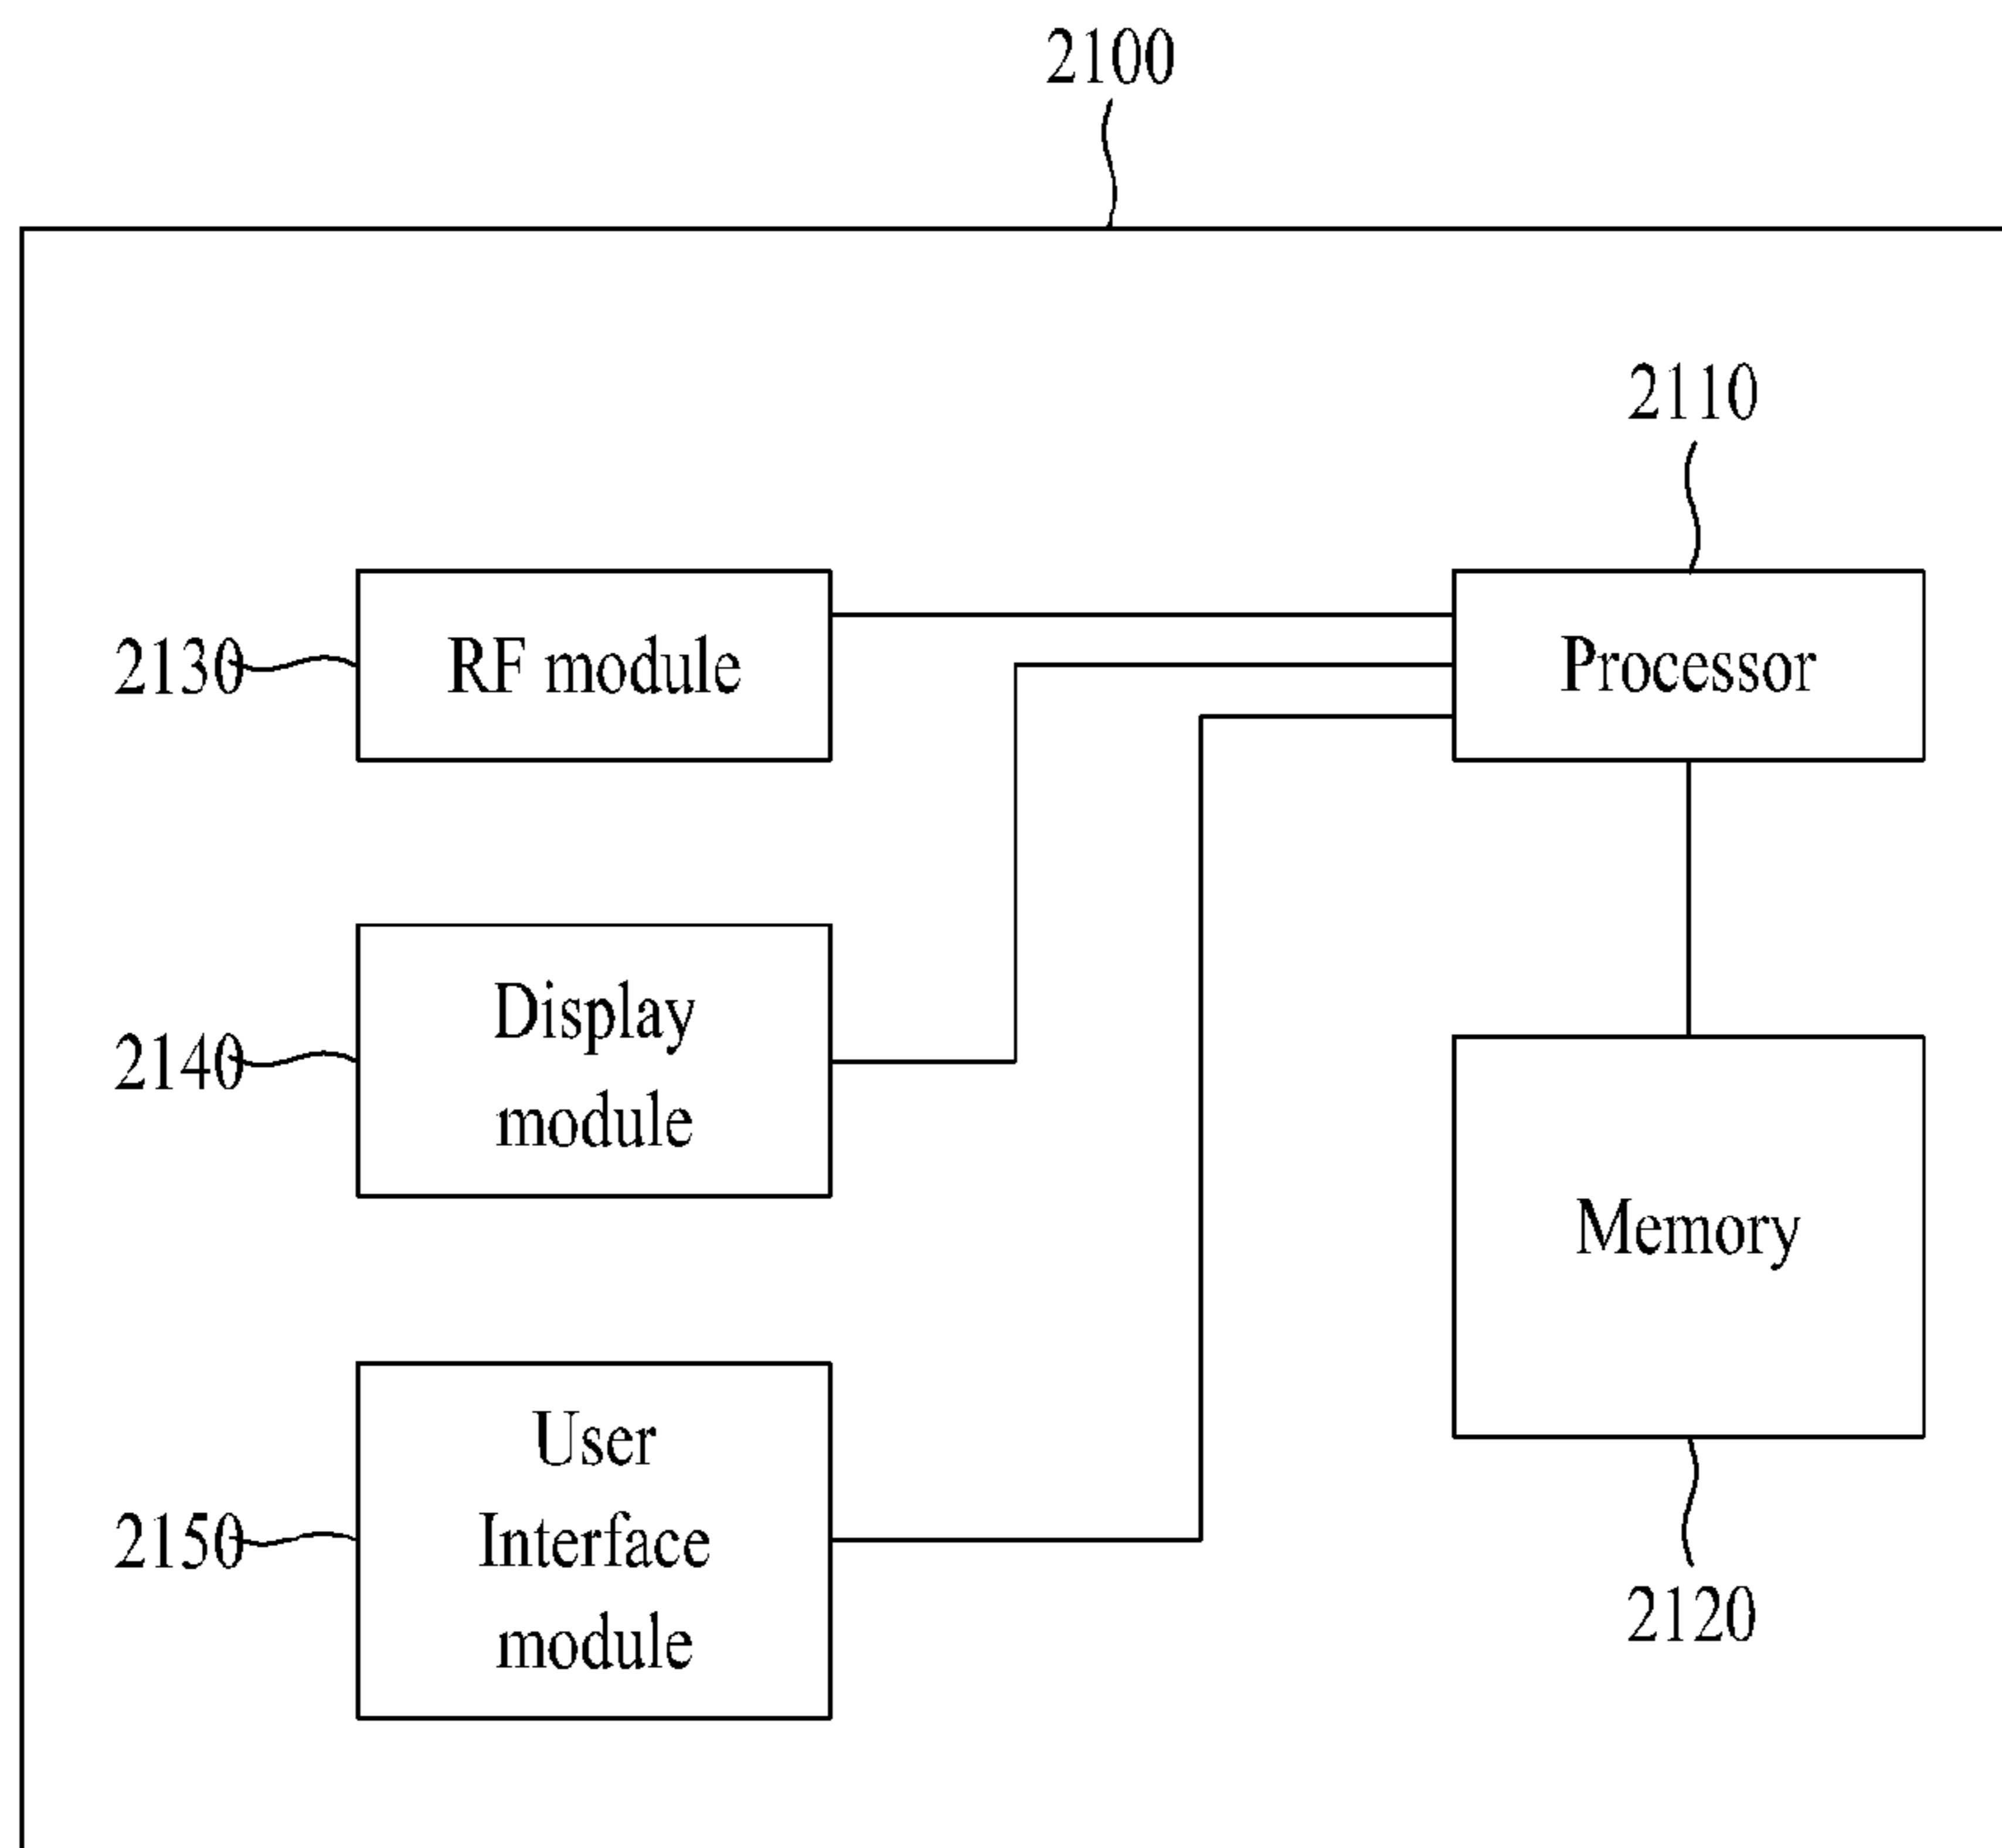 2100
2110
2130
RF module
Processor
2140
Display
module
Memory
2150
User
Interface
module
2120